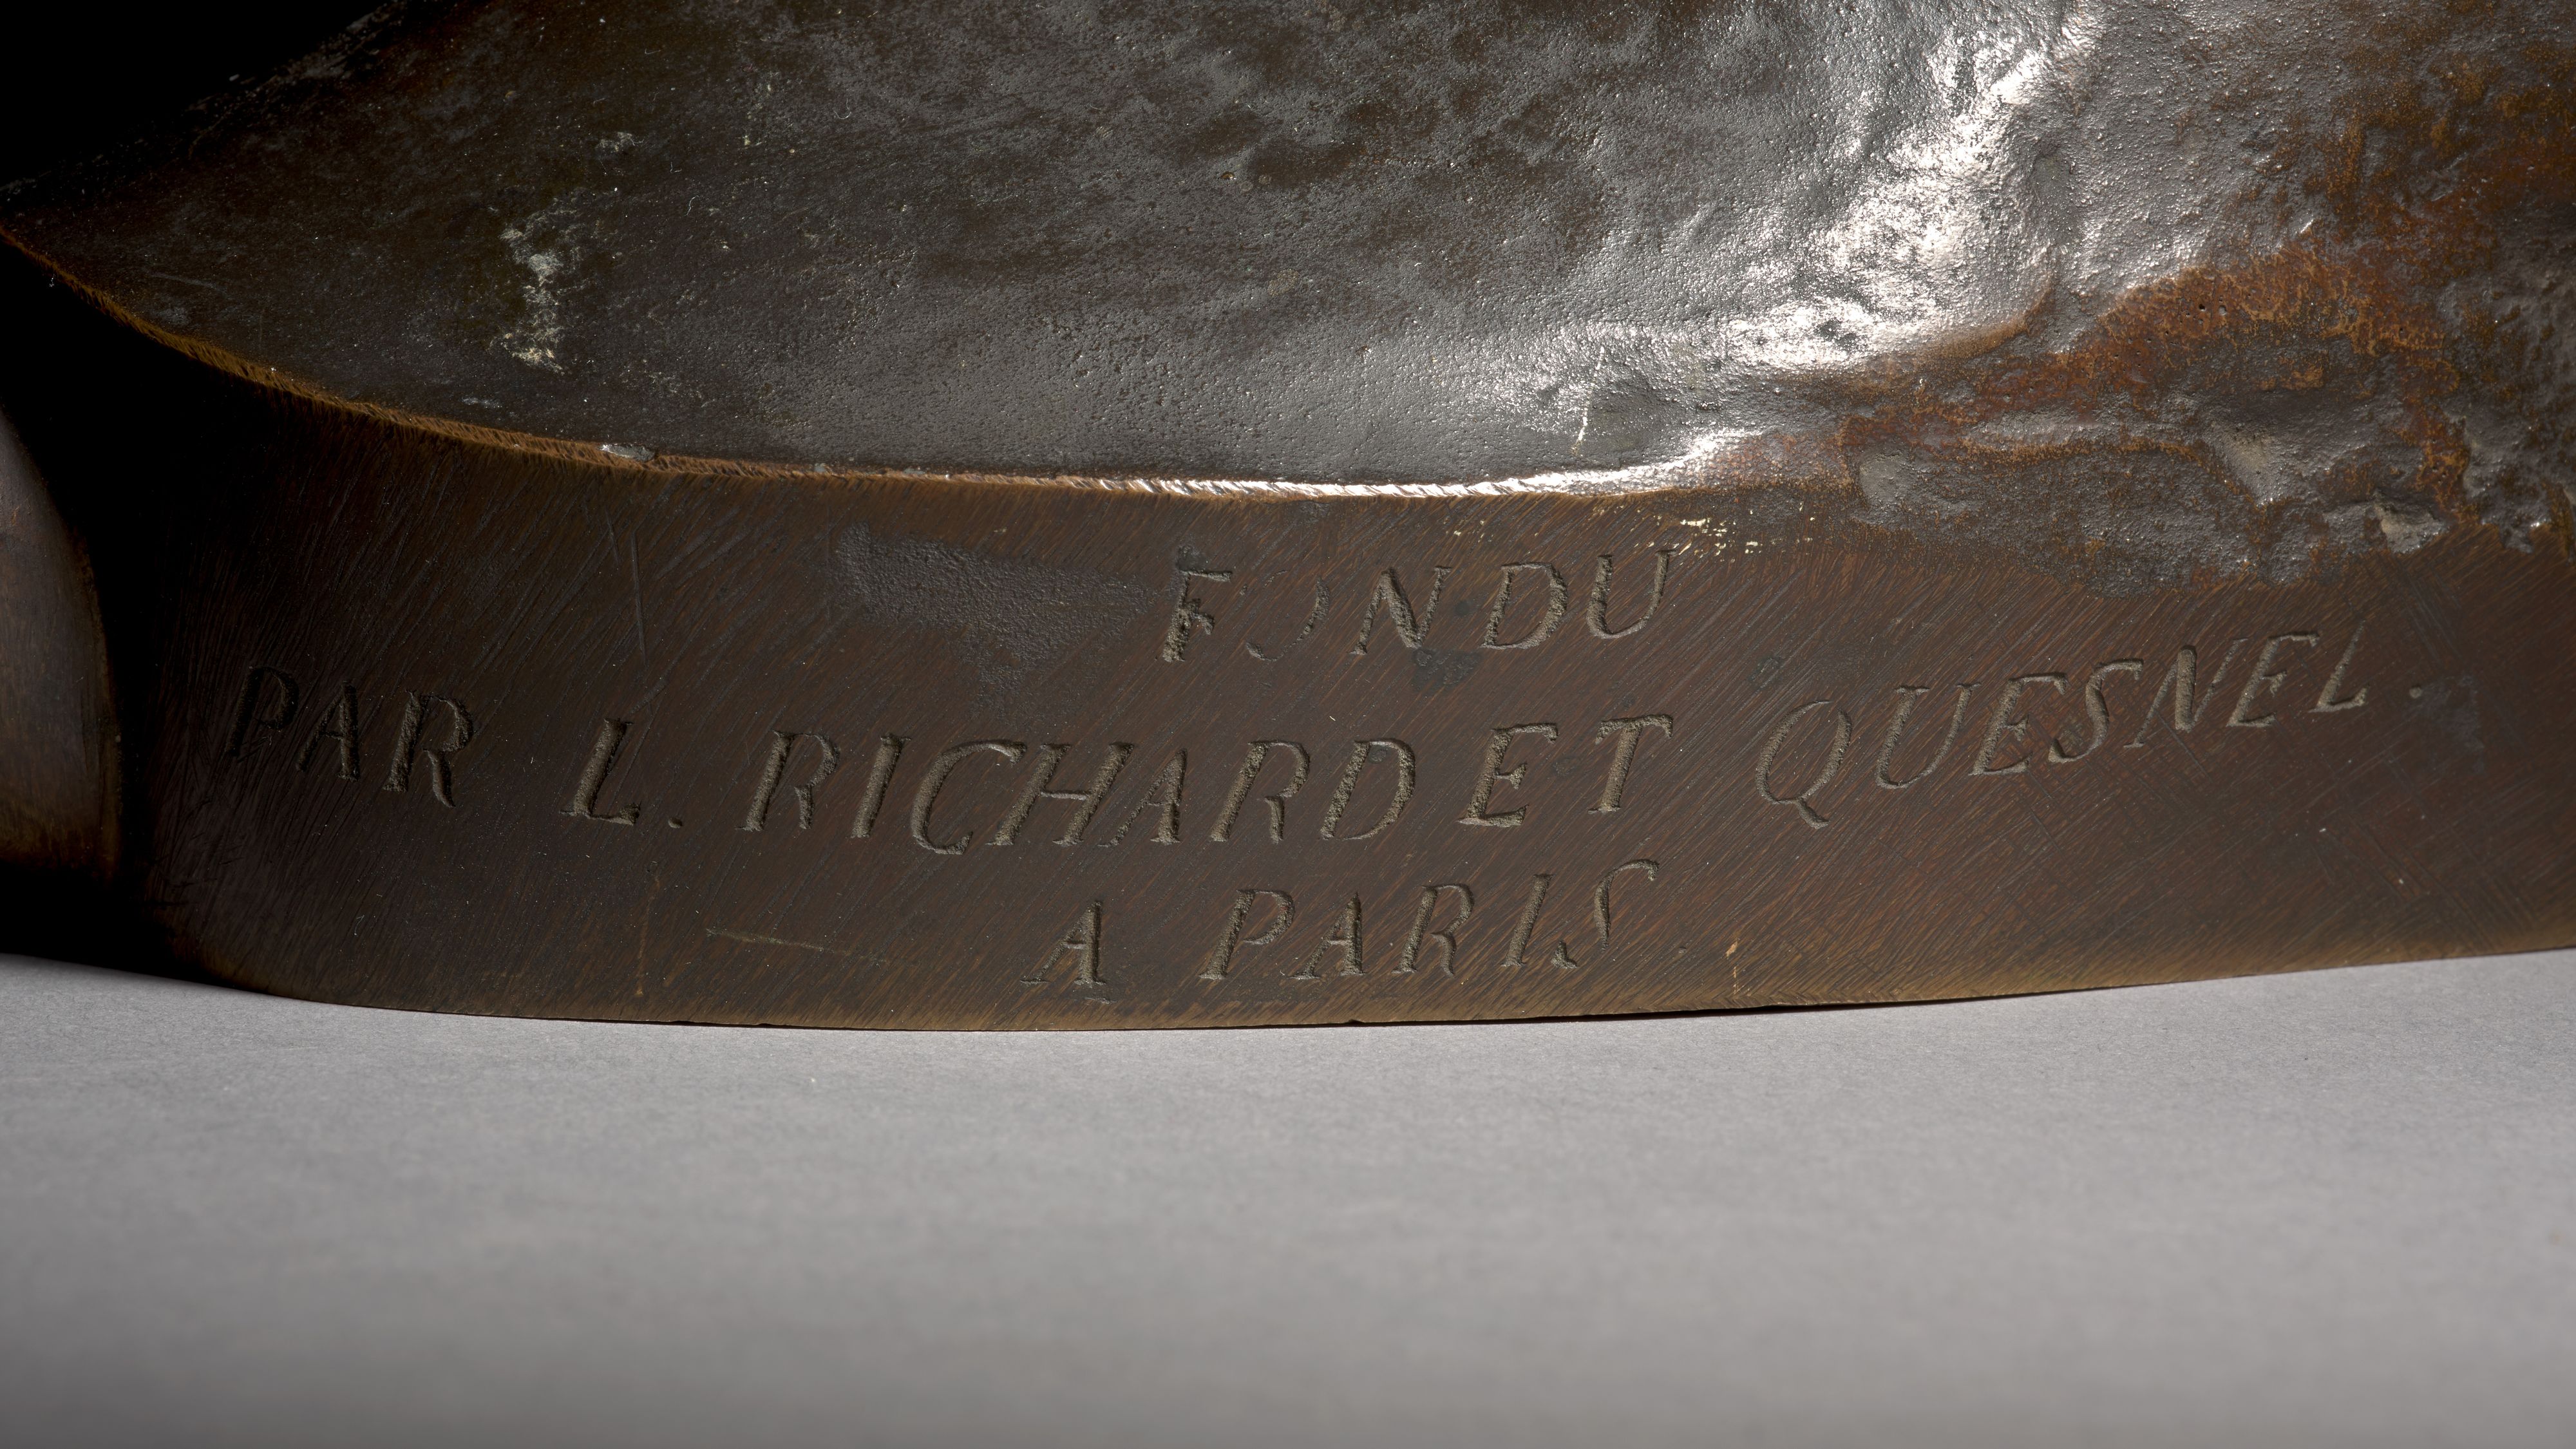 FONDU
PAR L. RICHARD ET QUESNEL.
A PARIS.